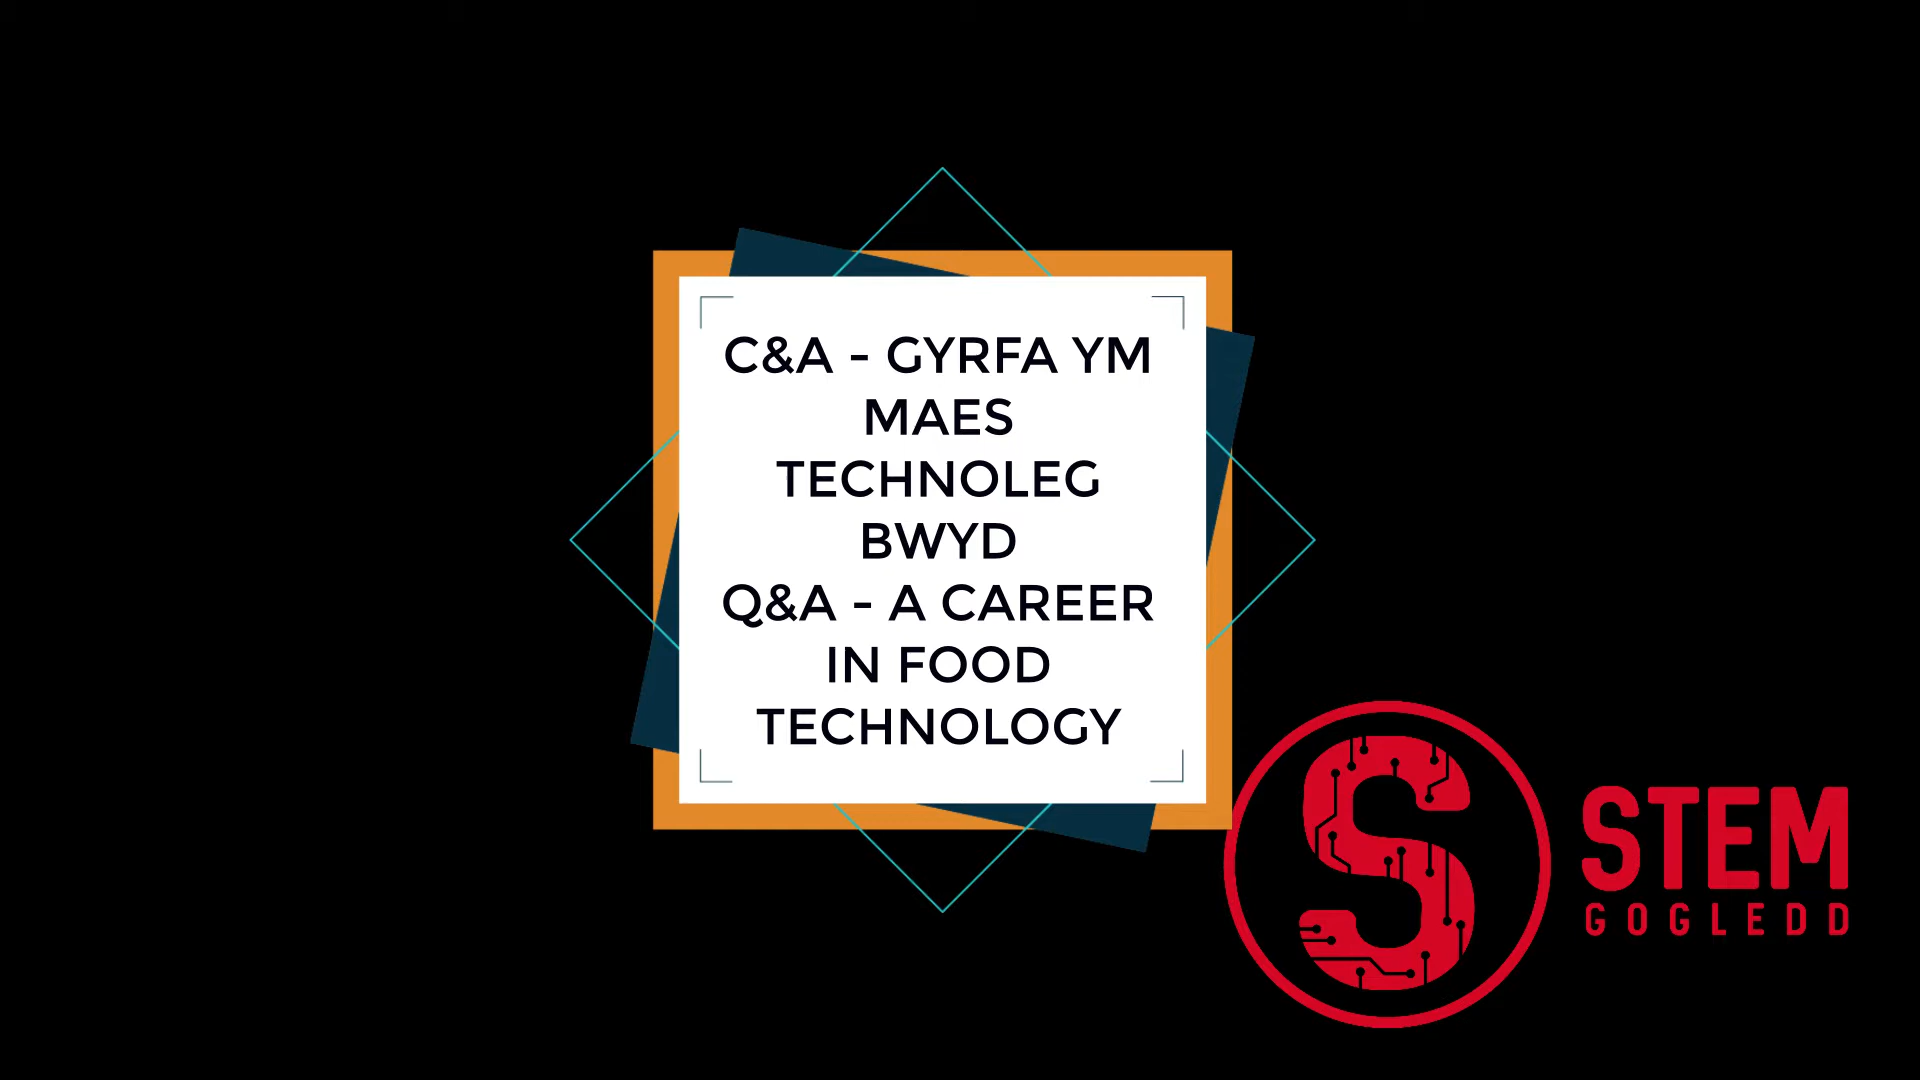 C&A - GYRFA YM
MAES
TECHNOLEG
BWYD
Q&A - A CAREER
IN FOOD
TECHNOLOGY
S
STEM
GOGLEDD